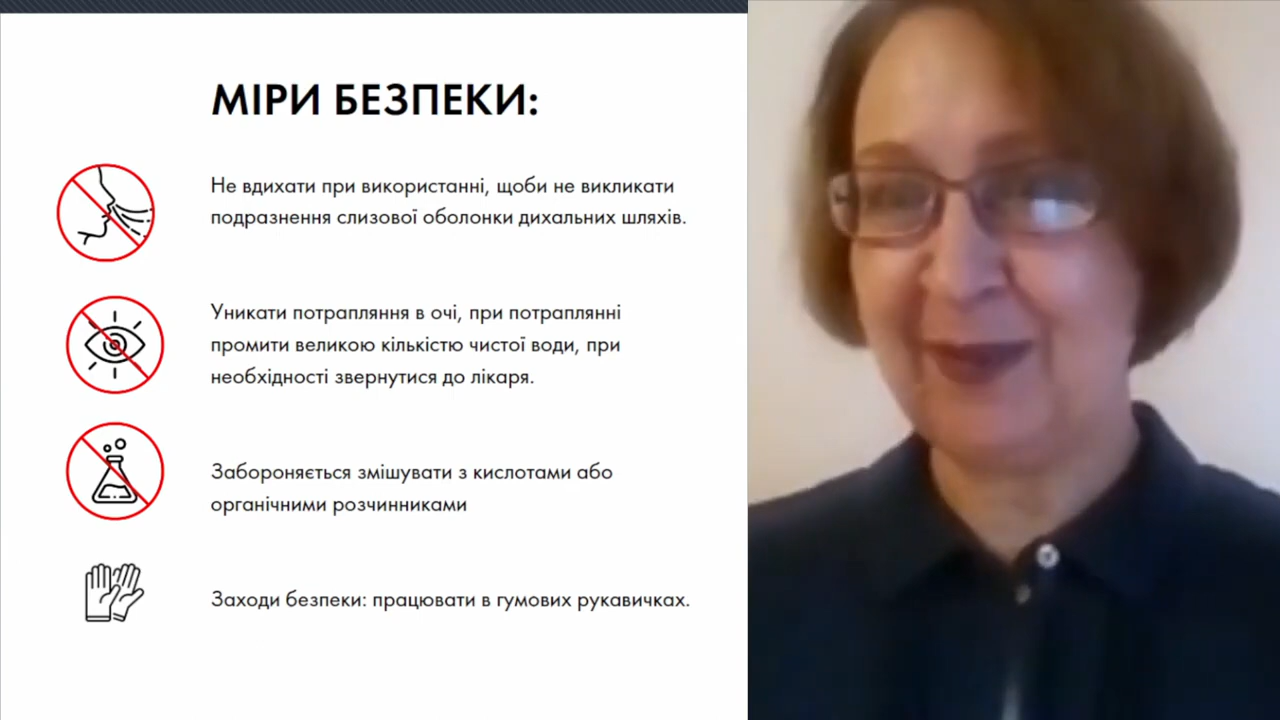 МІРИ БЕЗПЕКИ:
Не вдихати при використанні, щоби не викликати
подразнення слизової оболонки дихальних шляхів.
Уникати потрапляння в очі, при потраплянні
промити великою кількістю чистої води, при
необхідності звернутися до лікаря.
Забороняється змішувати з кислотами або
органічними розчинниками
Заходи безпеки: працювати в гумових рукавичках.